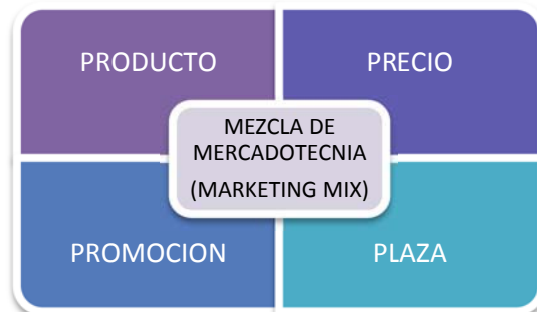 PRODUCTO
PRECIO
MEZCLA DE
MERCADOTECNIA
(MARKETING MIX)
PROMOCION
PLAZA